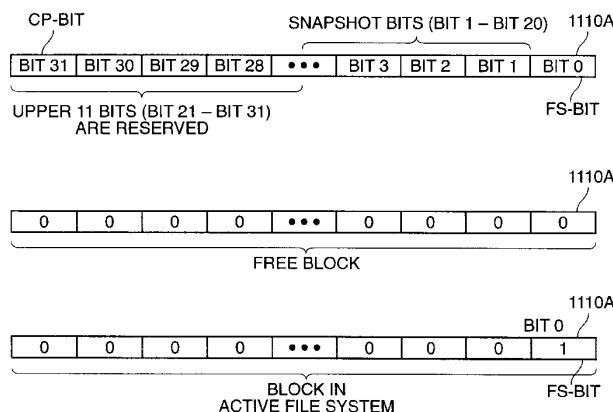 CP-BIT
SNAPSHOT BITS (BIT 1 – BIT 20)
1110A
BIT 31 BIT 30 BIT 29 BIT 28 ••• BIT 3 BIT 2 BIT 1 BIT 0
UPPER 11 BITS (BIT 21 – BIT 31)
ARE RESERVED
FS-BIT
1110A
0 0 0 0 ••• 0 0 0 0
FREE BLOCK
1110A
BIT 0
0 0 0 0 ••• 0 0 0 1
BLOCK IN
ACTIVE FILE SYSTEM
FS-BIT